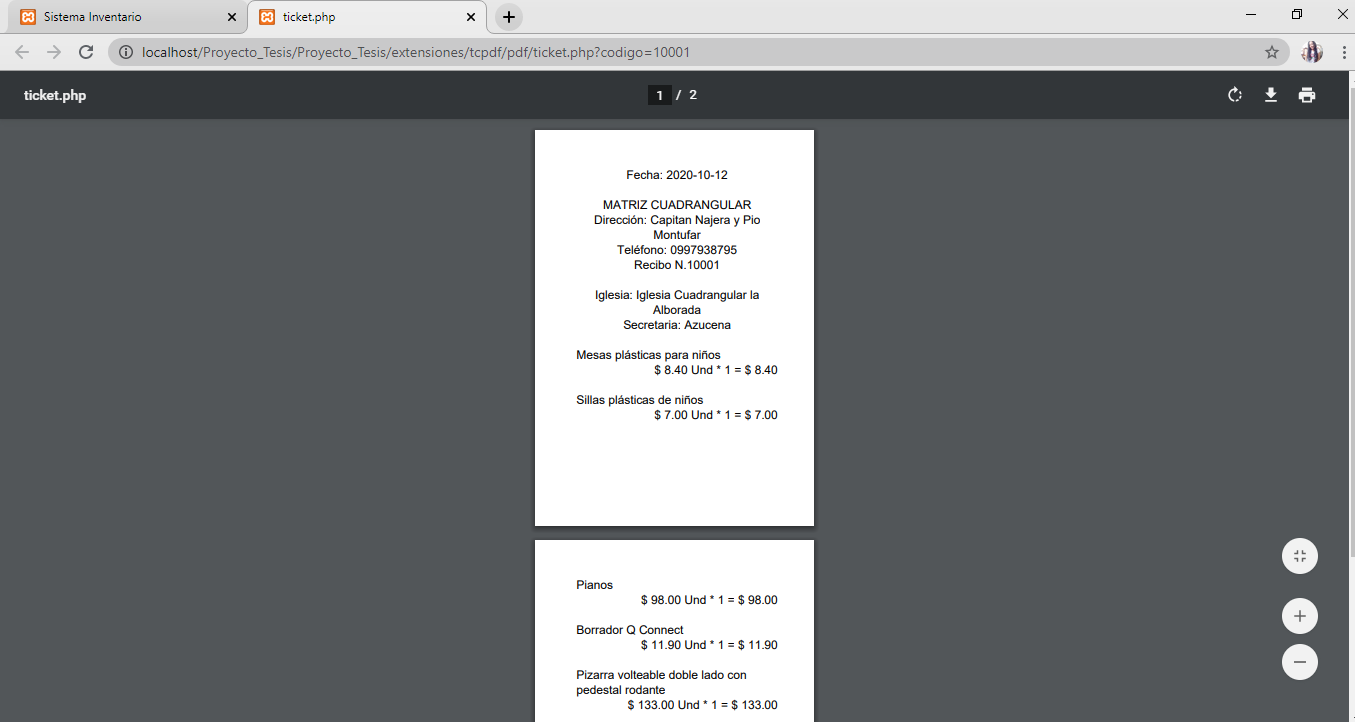 Sistema Inventario
ticket.php
localhost/Proyecto_Tesis/Proyecto_Tesis/extensiones/tcpdf/pdf/ticket.php?codigo=10001
ticket.php
1 / 2
Fecha: 2020-10-12
MATRIZ CUADRANGULAR
Dirección: Capitan Najera y Pio
Montufar
Teléfono: 0997938795
Recibo N.10001
Iglesia: Iglesia Cuadrangular la
Alborada
Secretaria: Azucena
Mesas plásticas para niños
$ 8.40 Und * 1 = $ 8.40
Sillas plásticas de niños
$ 7.00 Und * 1 = $ 7.00
Pianos
$ 98.00 Und * 1 = $ 98.00
Borrador Q Connect
$ 11.90 Und * 1 = $ 11.90
Pizarra volteable doble lado con
pedestal rodante
$ 133.00 Und * 1 = $ 133.00